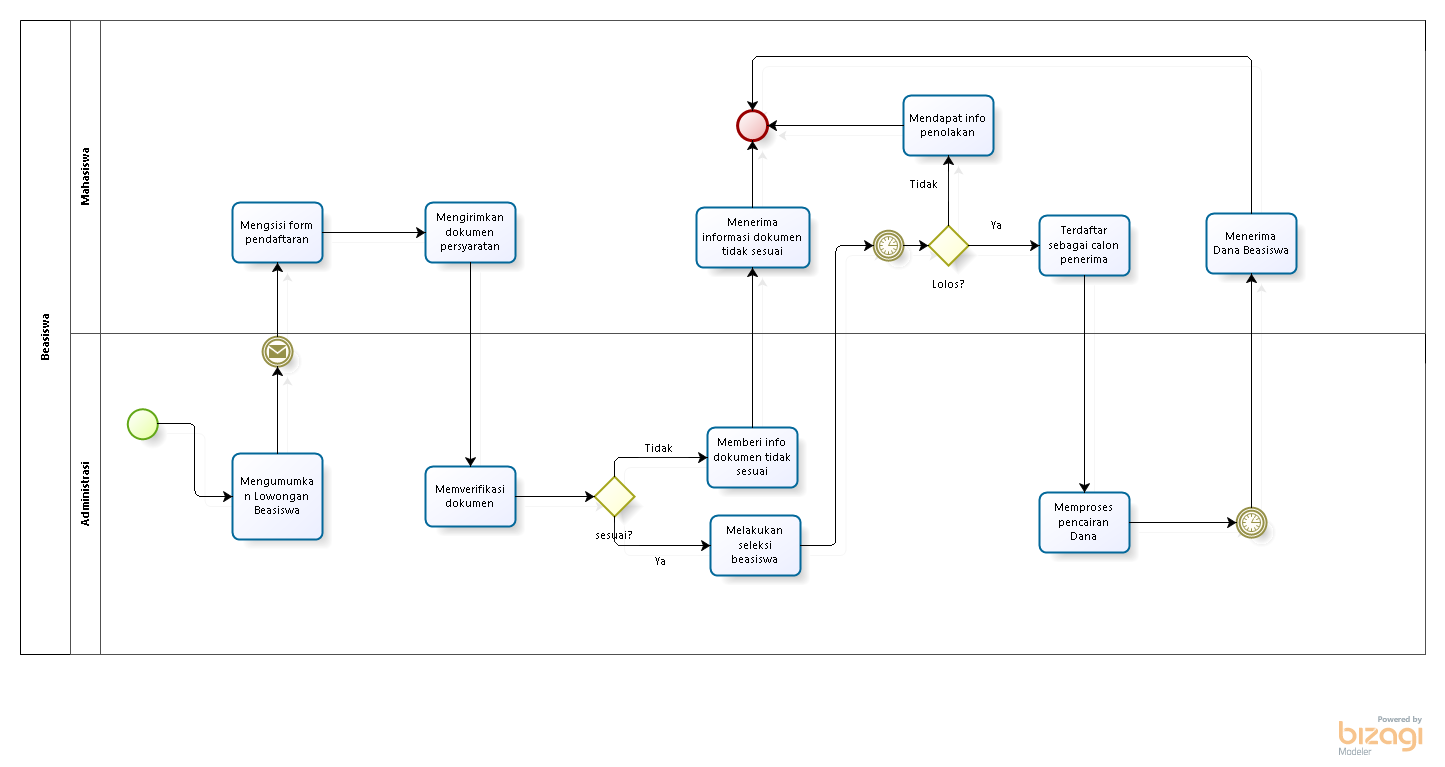 Beasiswa
Mahasiswa
Mengsisi form
pendaftaran
Mengirimkan
dokumen
persyaratan
Menerima
informasi dokumen
tidak sesuai
Mendapat info
penolakan
Tidak
Ya
Lolos?
Terdaftar
sebagai calon
penerima
Menerima
Dana Beasiswa
Administrasi
Mengumumka
n Lowongan
Beasiswa
Memverifikasi
dokumen
sesuai?
Tidak
Ya
Memberi info
dokumen tidak
sesuai
Melakukan
seleksi
beasiswa
Memproses
pencairan
Dana
Powered by
bizagi
Modeler